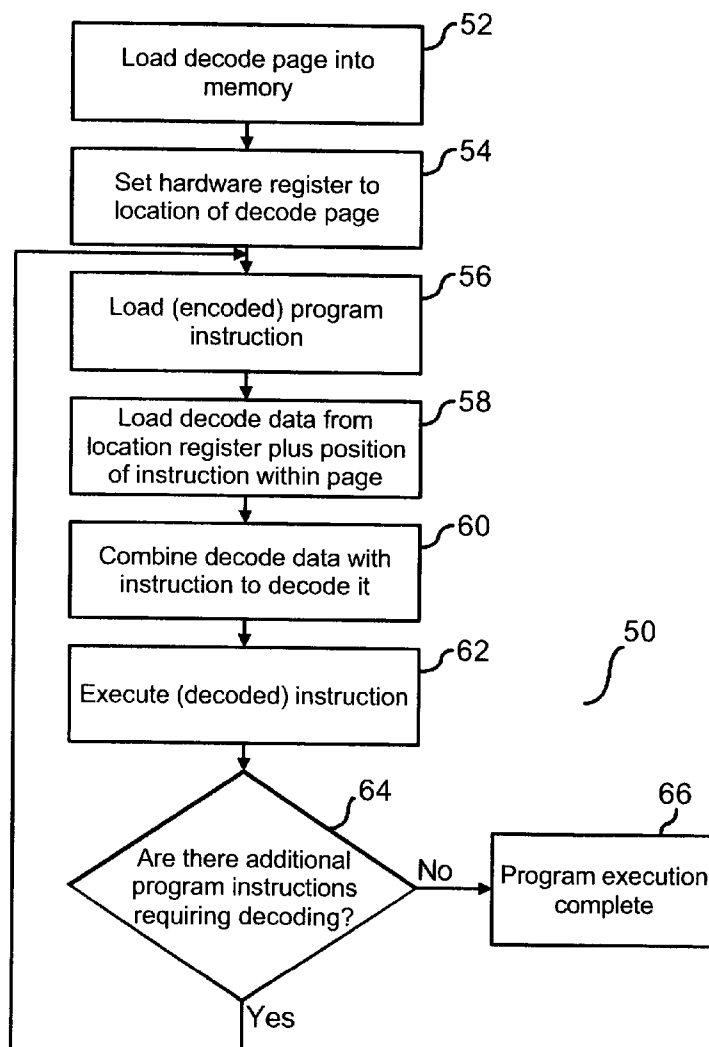 52
Load decode page into
memory
54
Set hardware register to
location of decode page
56
Load (encoded) program
instruction
58
Load decode data from
location register plus position
of instruction within page
60
Combine decode data with
instruction to decode it
62
50
Execute (decoded) instruction
64
66
Are there additional
program instructions
requiring decoding?
No
Program execution
complete
Yes